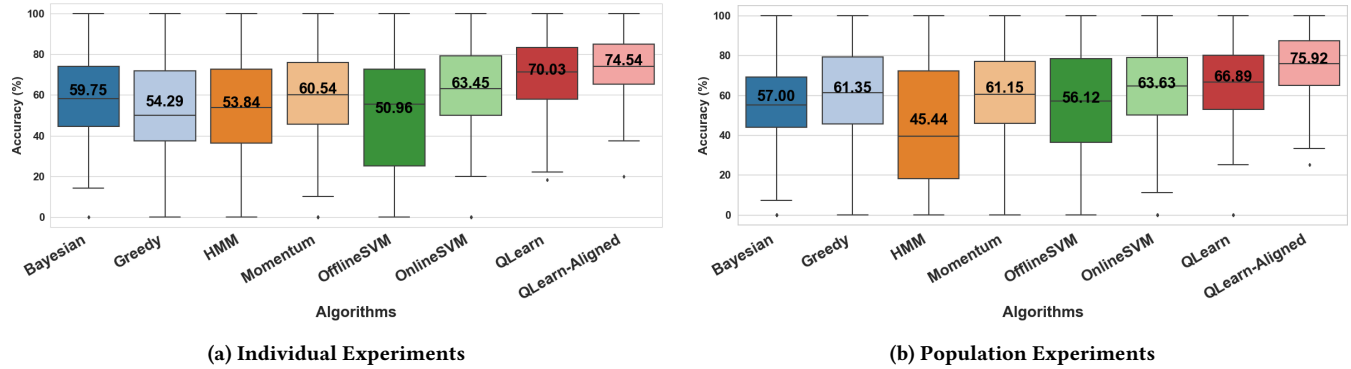 100
80
60
40
20
0
Accuracy (%)
59.75
54.29
53.84
60.54
50.96
63.45
70.03
74.54
Bayesian
Greedy
HMM
Momentum
OfflineSVM
OnlineSVM
QLearn
QLearn-Aligned
Algorithms
(a) Individual Experiments
100
80
60
40
20
0
Accuracy (%)
57.00
61.35
45.44
61.15
56.12
63.63
66.89
75.92
Bayesian
Greedy
HMM
Momentum
OfflineSVM
OnlineSVM
QLearn
QLearn-Aligned
Algorithms
(b) Population Experiments